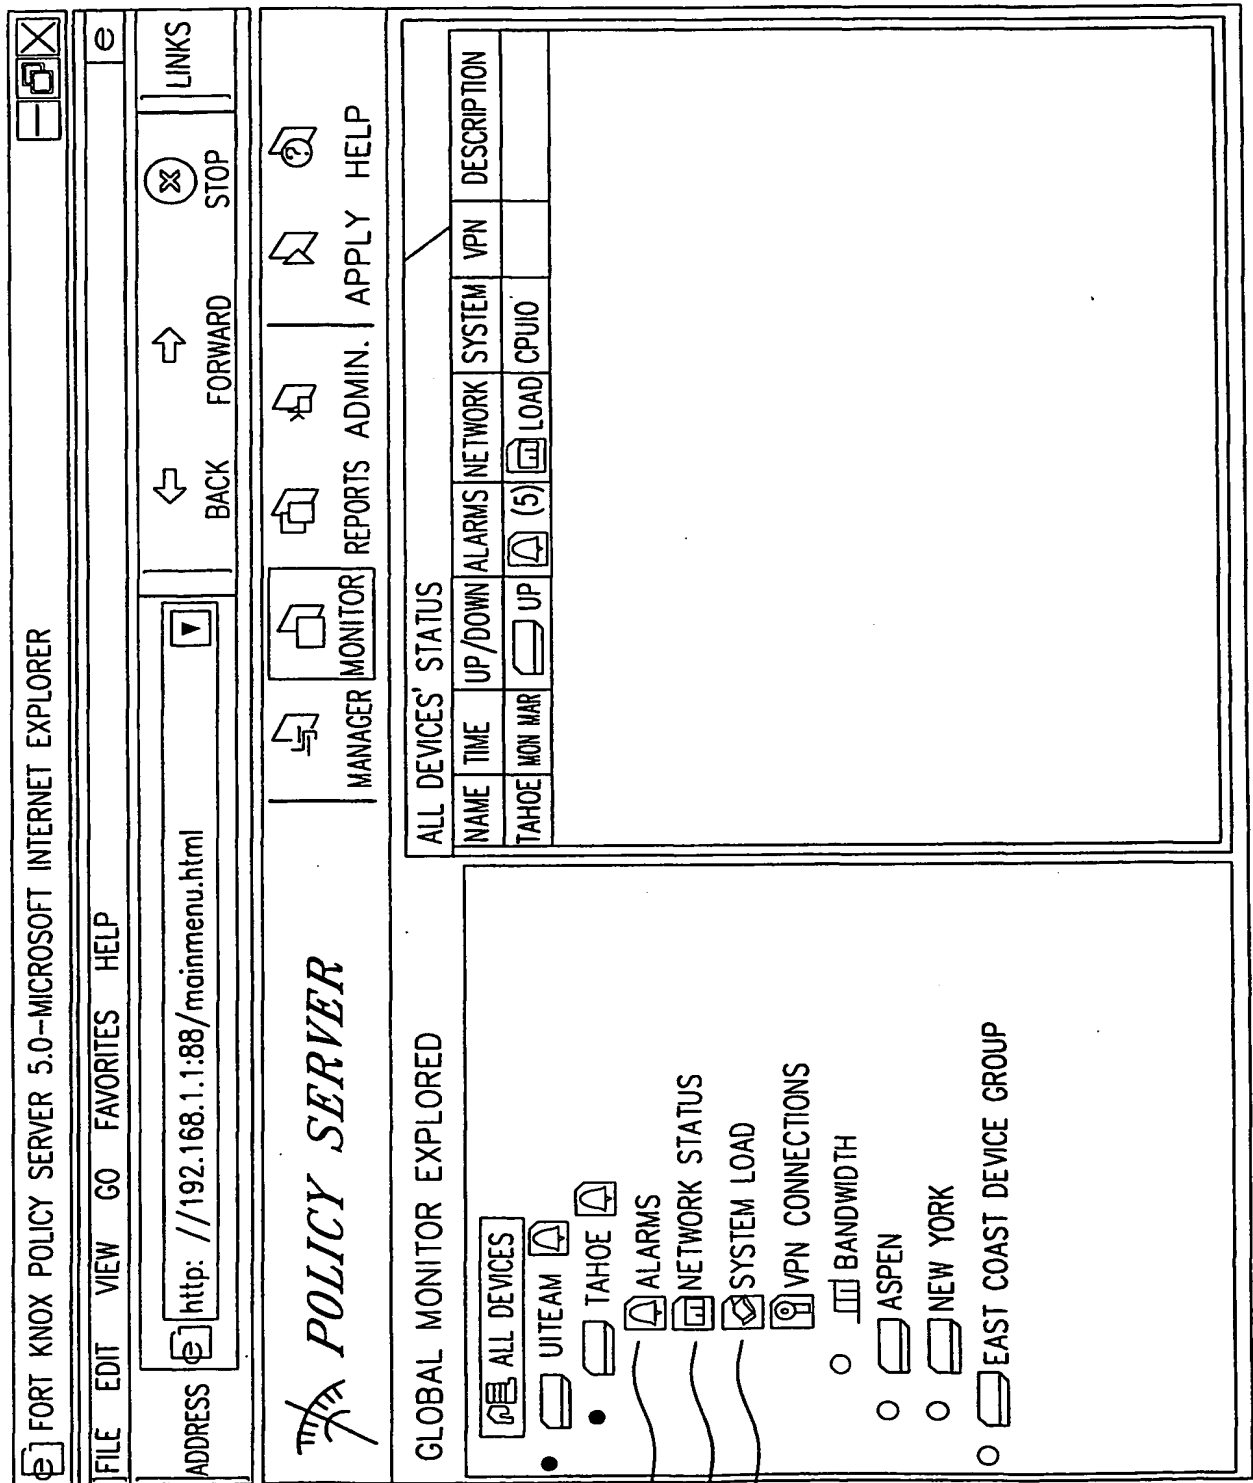 FORT KNOX POLICY SERVER 5.0-MICROSOFT INTERNET EXPLORER
FILE EDIT VIEW GO FAVORITES HELP
ADDRESS http: //192.168.1.1:88/mainmenu.html BACK FORWARD STOP LINKS
POLICY SERVER
MANAGER MONITOR REPORTS ADMIN. APPLY HELP
GLOBAL MONITOR EXPLORED
ALL DEVICES
UITEAM
TAHOE
ALARMS
NETWORK STATUS
SYSTEM LOAD
VPN CONNECTIONS
BANDWIDTH
ASPEN
NEW YORK
EAST COAST DEVICE GROUP
ALL DEVICES' STATUS
NAME TIME UP/DOWN ALARMS NETWORK SYSTEM VPN DESCRIPTION
TAHOE MON MAR UP (5) LOAD CPUIO